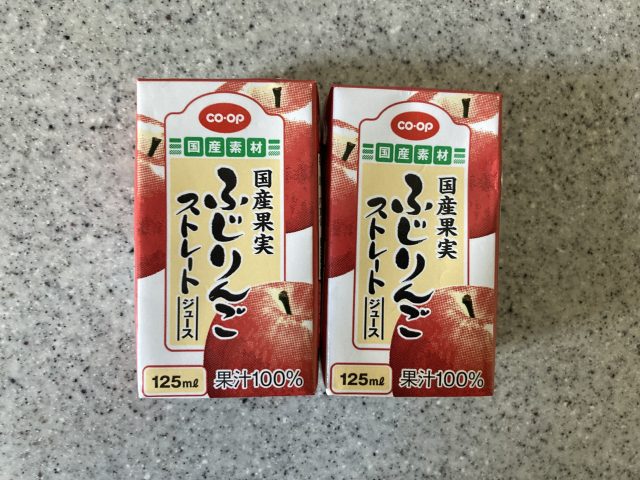 co-op
国産素材
国産果実
ふじりんご
ストレート
ジュース
125ml
果汁100%
co-op
国産素材
国産果実
ふじりんご
ストレート
ジュース
125ml
果汁100%